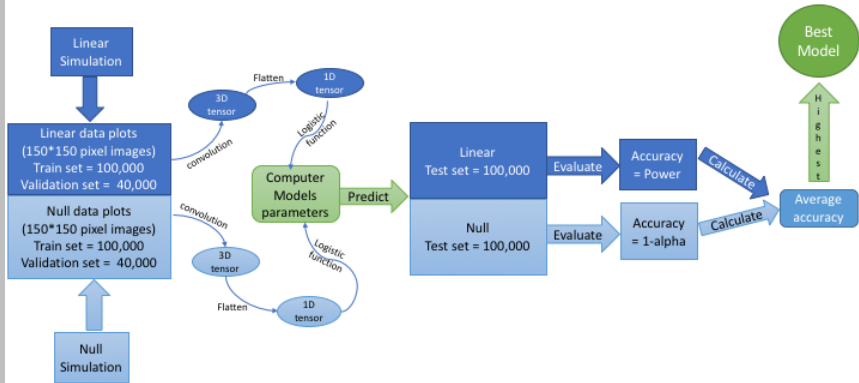 Linear
Simulation
Linear data plots
(150*150 pixel images)
Train set = 100,000
Validation set = 40,000
Null data plots
(150*150 pixel images)
Train set = 100,000
Validation set = 40,000
Null
Simulation
convolution
3D
tensor
Flatten
1D
tensor
Logistic
function
convolution
3D
tensor
Flatten
1D
tensor
Logistic
function
Computer
Models
parameters
Predict
Linear
Test set = 100,000
Null
Test set = 100,000
Evaluate
Evaluate
Accuracy
= Power
Accuracy
= 1-alpha
Calculate
Calculate
Average
accuracy
Highest
Best
Model